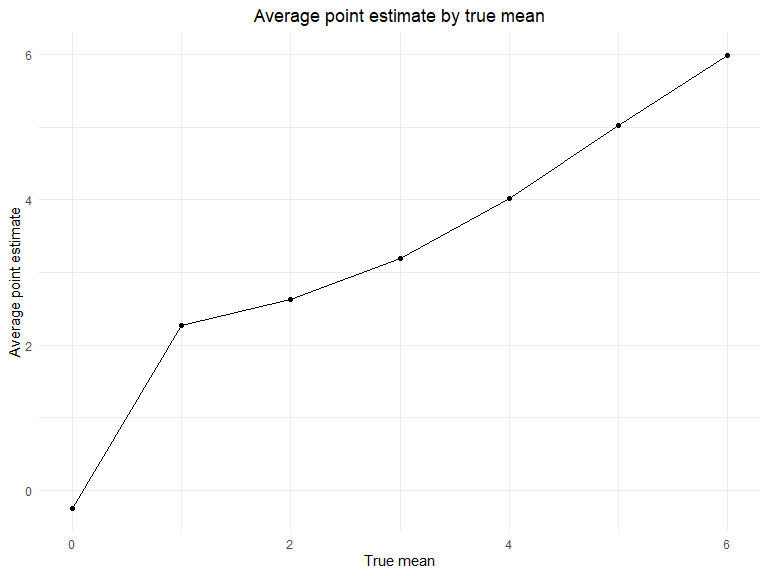 Average point estimate by true mean
6
4
2
0
Average point estimate
0 2 4 6
True mean